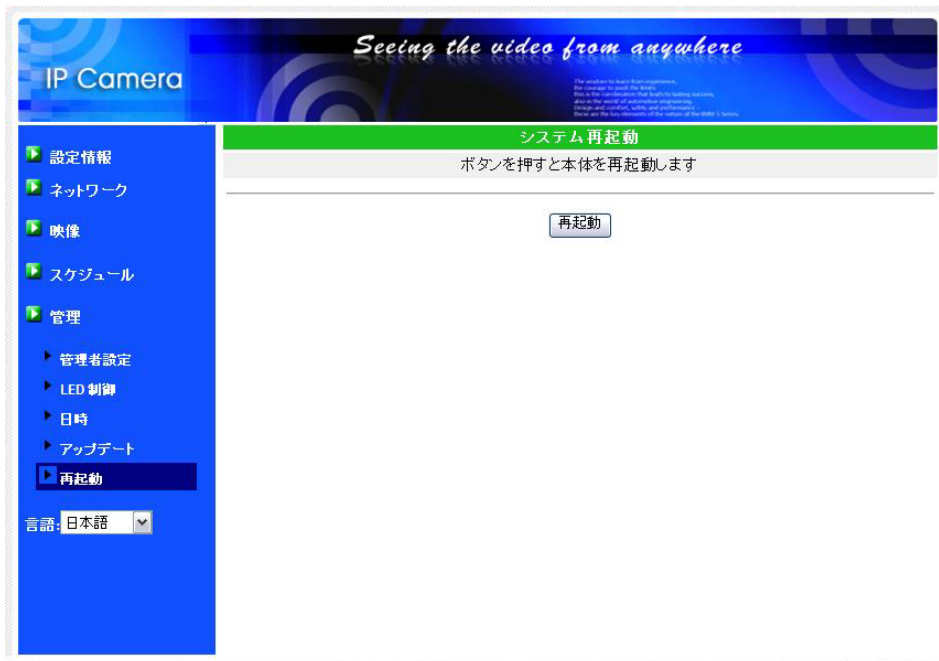 Seeing the video from anywhere
IP Camera
設定情報
ネットワーク
映像
スケジュール
管理
管理者設定
LED 制御
日時
アップデート
再起動
言語: 日本語
システム再起動
ボタンを押すと本体を再起動します
再起動